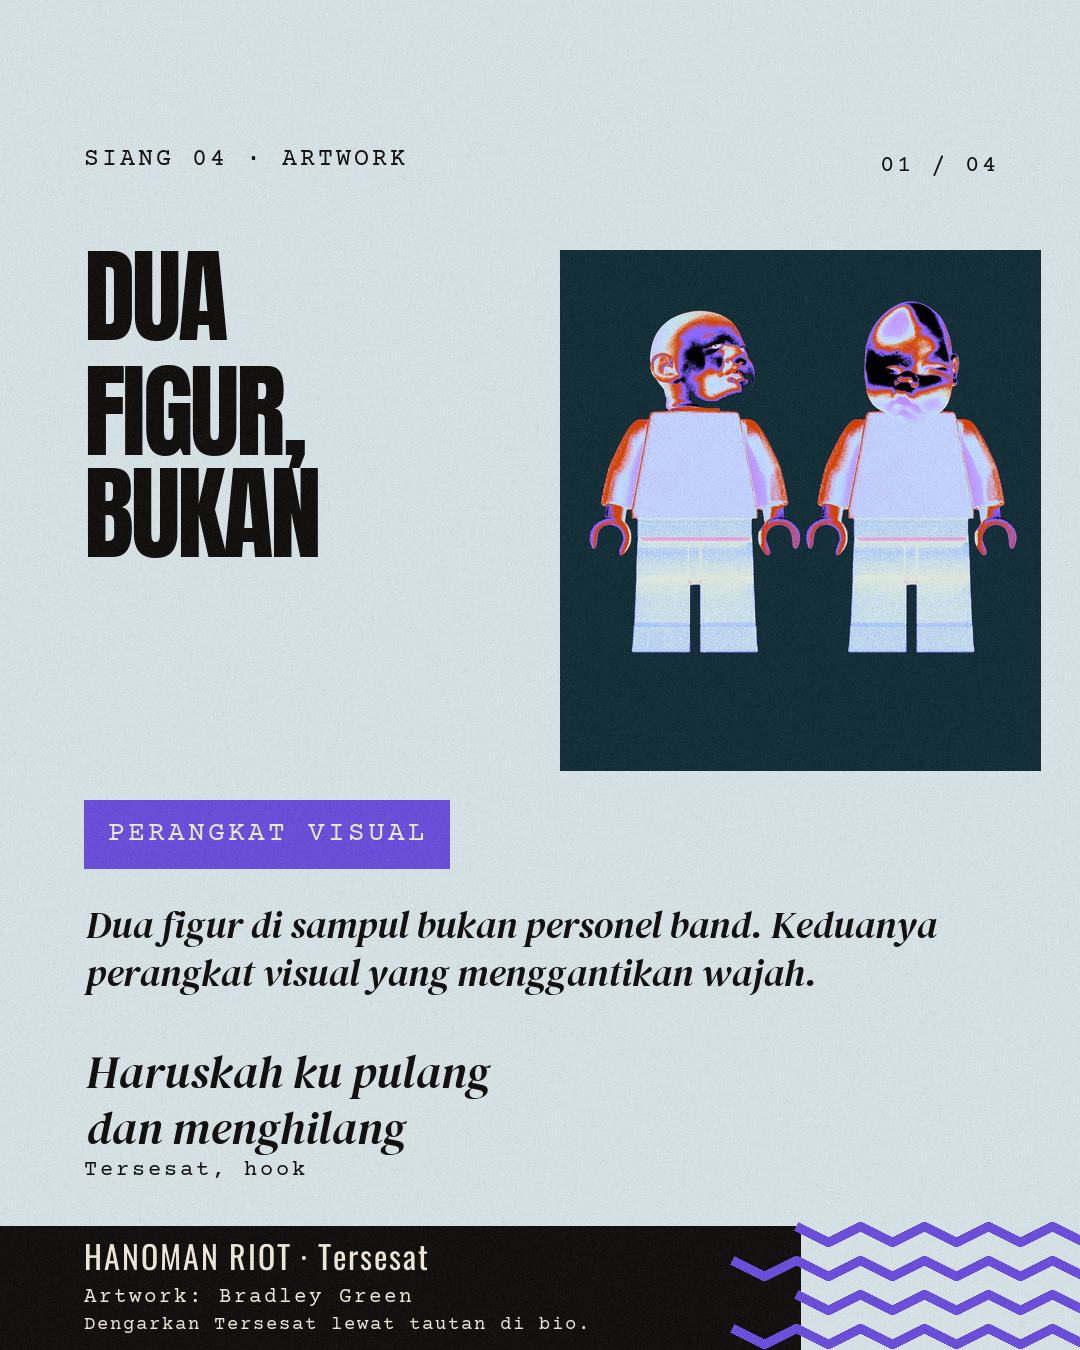 SIANG 04 · ARTWORK
01 / 04
DUA
FIGUR,
BUKAN
PERANGKAT VISUAL
Dua figur di sampul bukan personel band. Keduanya
perangkat visual yang menggantikan wajah.
Haruskah ku pulang
dan menghilang
Tersesat, hook
HANOMAN RIOT · Tersesat
Artwork: Bradley Green
Dengarkan Tersesat lewat tautan di bio.